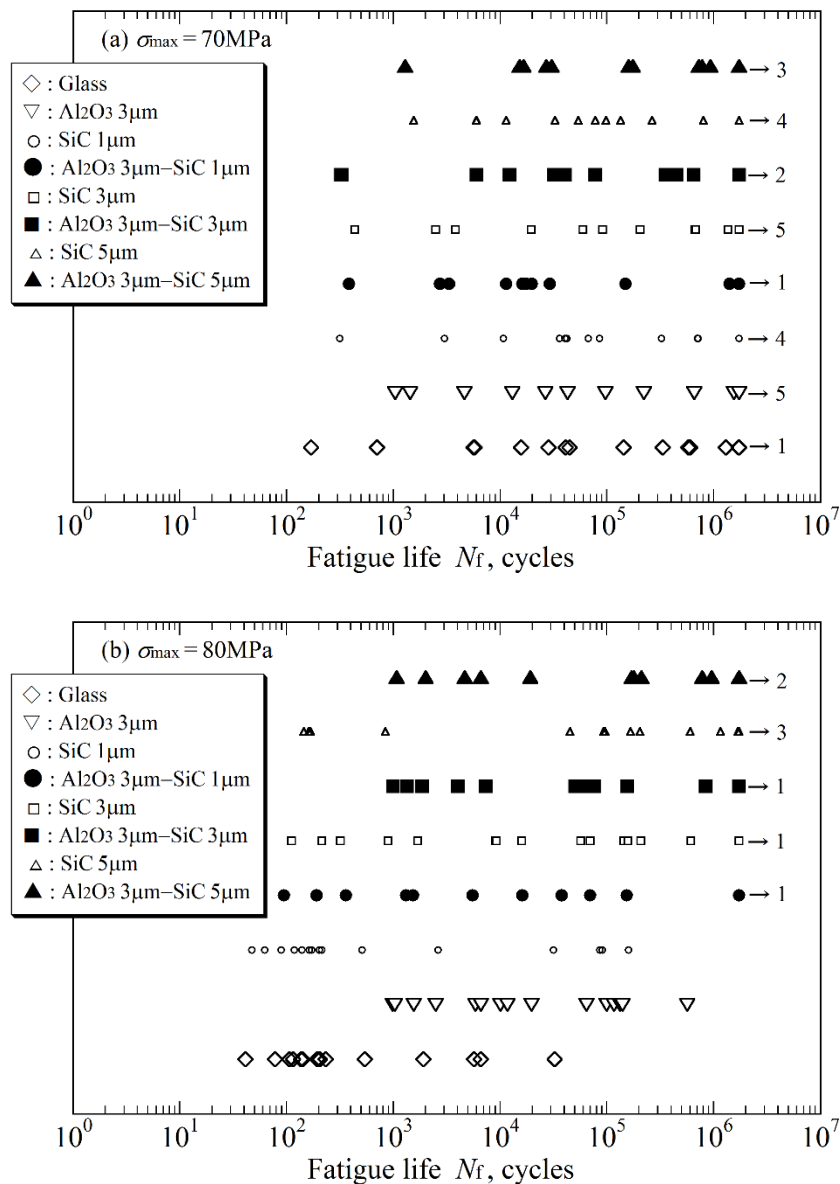 (a) σmax = 70MPa
◇ : Glass
▽ : Al2O3 3μm
○ : SiC 1μm
● : Al2O3 3μm−SiC 1μm
□ : SiC 3μm
■ : Al2O3 3μm−SiC 3μm
△ : SiC 5μm
▲ : Al2O3 3μm−SiC 5μm
→ 3
→ 4
→ 2
→ 5
→ 1
→ 4
→ 5
→ 1
10^0 10^1 10^2 10^3 10^4 10^5 10^6 10^7
Fatigue life Nf, cycles
(b) σmax = 80MPa
◇ : Glass
▽ : Al2O3 3μm
○ : SiC 1μm
● : Al2O3 3μm−SiC 1μm
□ : SiC 3μm
■ : Al2O3 3μm−SiC 3μm
△ : SiC 5μm
▲ : Al2O3 3μm−SiC 5μm
→ 2
→ 3
→ 1
→ 1
→ 1
10^0 10^1 10^2 10^3 10^4 10^5 10^6 10^7
Fatigue life Nf, cycles